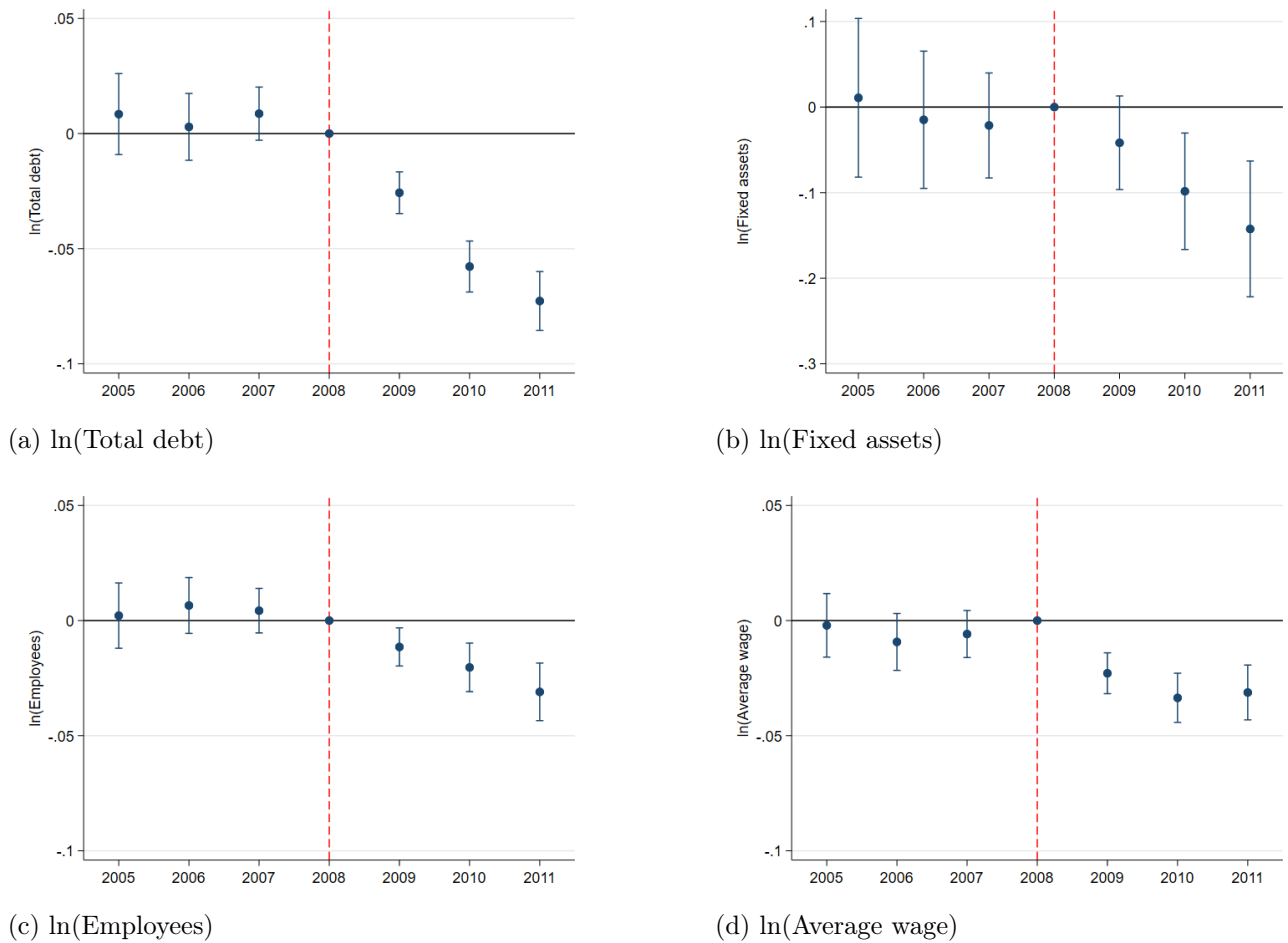 .05
0
-.05
-.1
ln(Total debt)
2005 2006 2007 2008 2009 2010 2011
(a) ln(Total debt)
.1
0
-.1
-.2
-.3
ln(Fixed assets)
2005 2006 2007 2008 2009 2010 2011
(b) ln(Fixed assets)
.05
0
-.05
-.1
ln(Employees)
2005 2006 2007 2008 2009 2010 2011
(c) ln(Employees)
.05
0
-.05
-.1
ln(Average wage)
2005 2006 2007 2008 2009 2010 2011
(d) ln(Average wage)